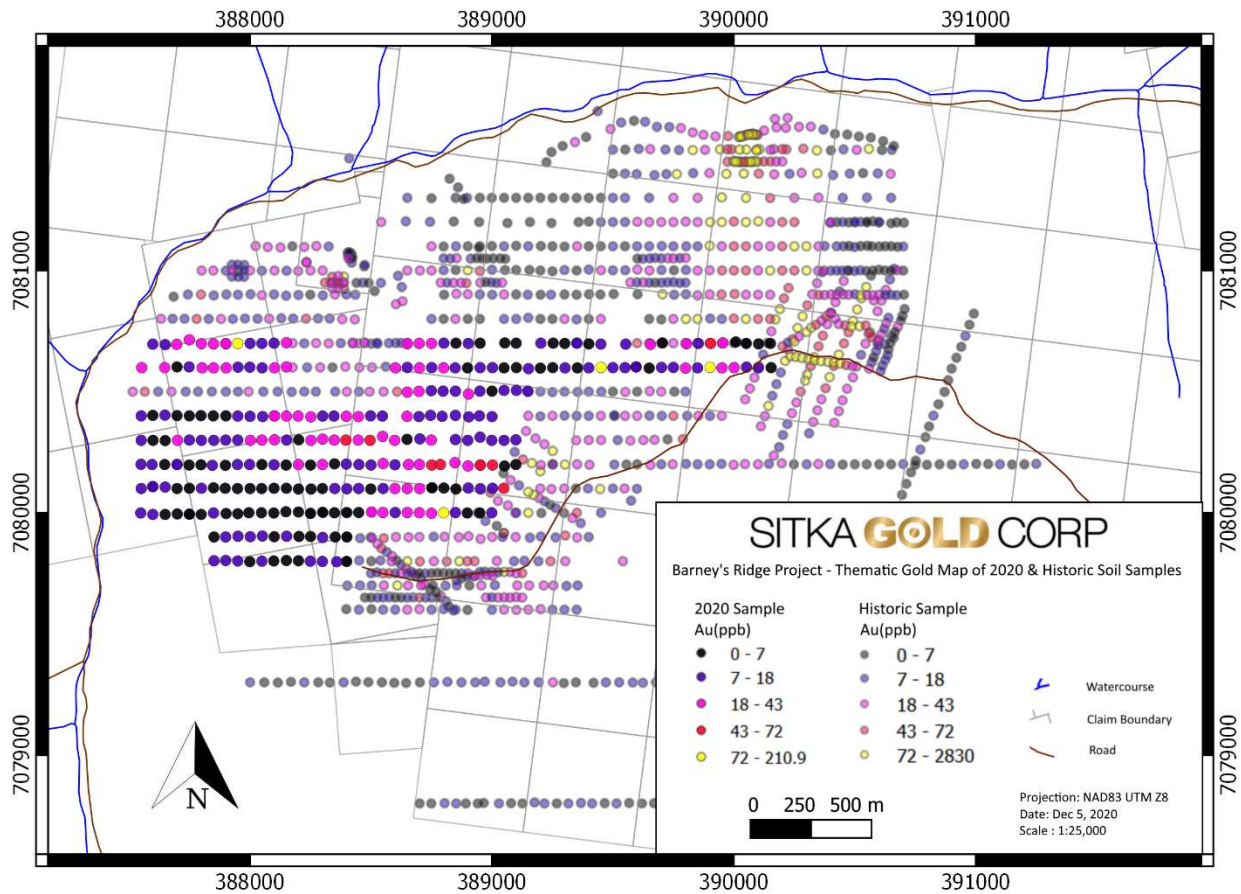 388000 389000 390000 391000
7081000 7081000
7080000 7080000
7079000 7079000
SITKA GOLD CORP
Barney's Ridge Project - Thematic Gold Map of 2020 & Historic Soil Samples
2020 Sample Historic Sample
Au(ppb) Au(ppb)
0 - 7 0 - 7
7 - 18 7 - 18
18 - 43 18 - 43
43 - 72 43 - 72
72 - 210.9 72 - 2830
Watercourse
Claim Boundary
Road
0 250 500 m
Projection: NAD83 UTM Z8
Date: Dec 5, 2020
Scale : 1:25,000
N
388000 389000 390000 391000